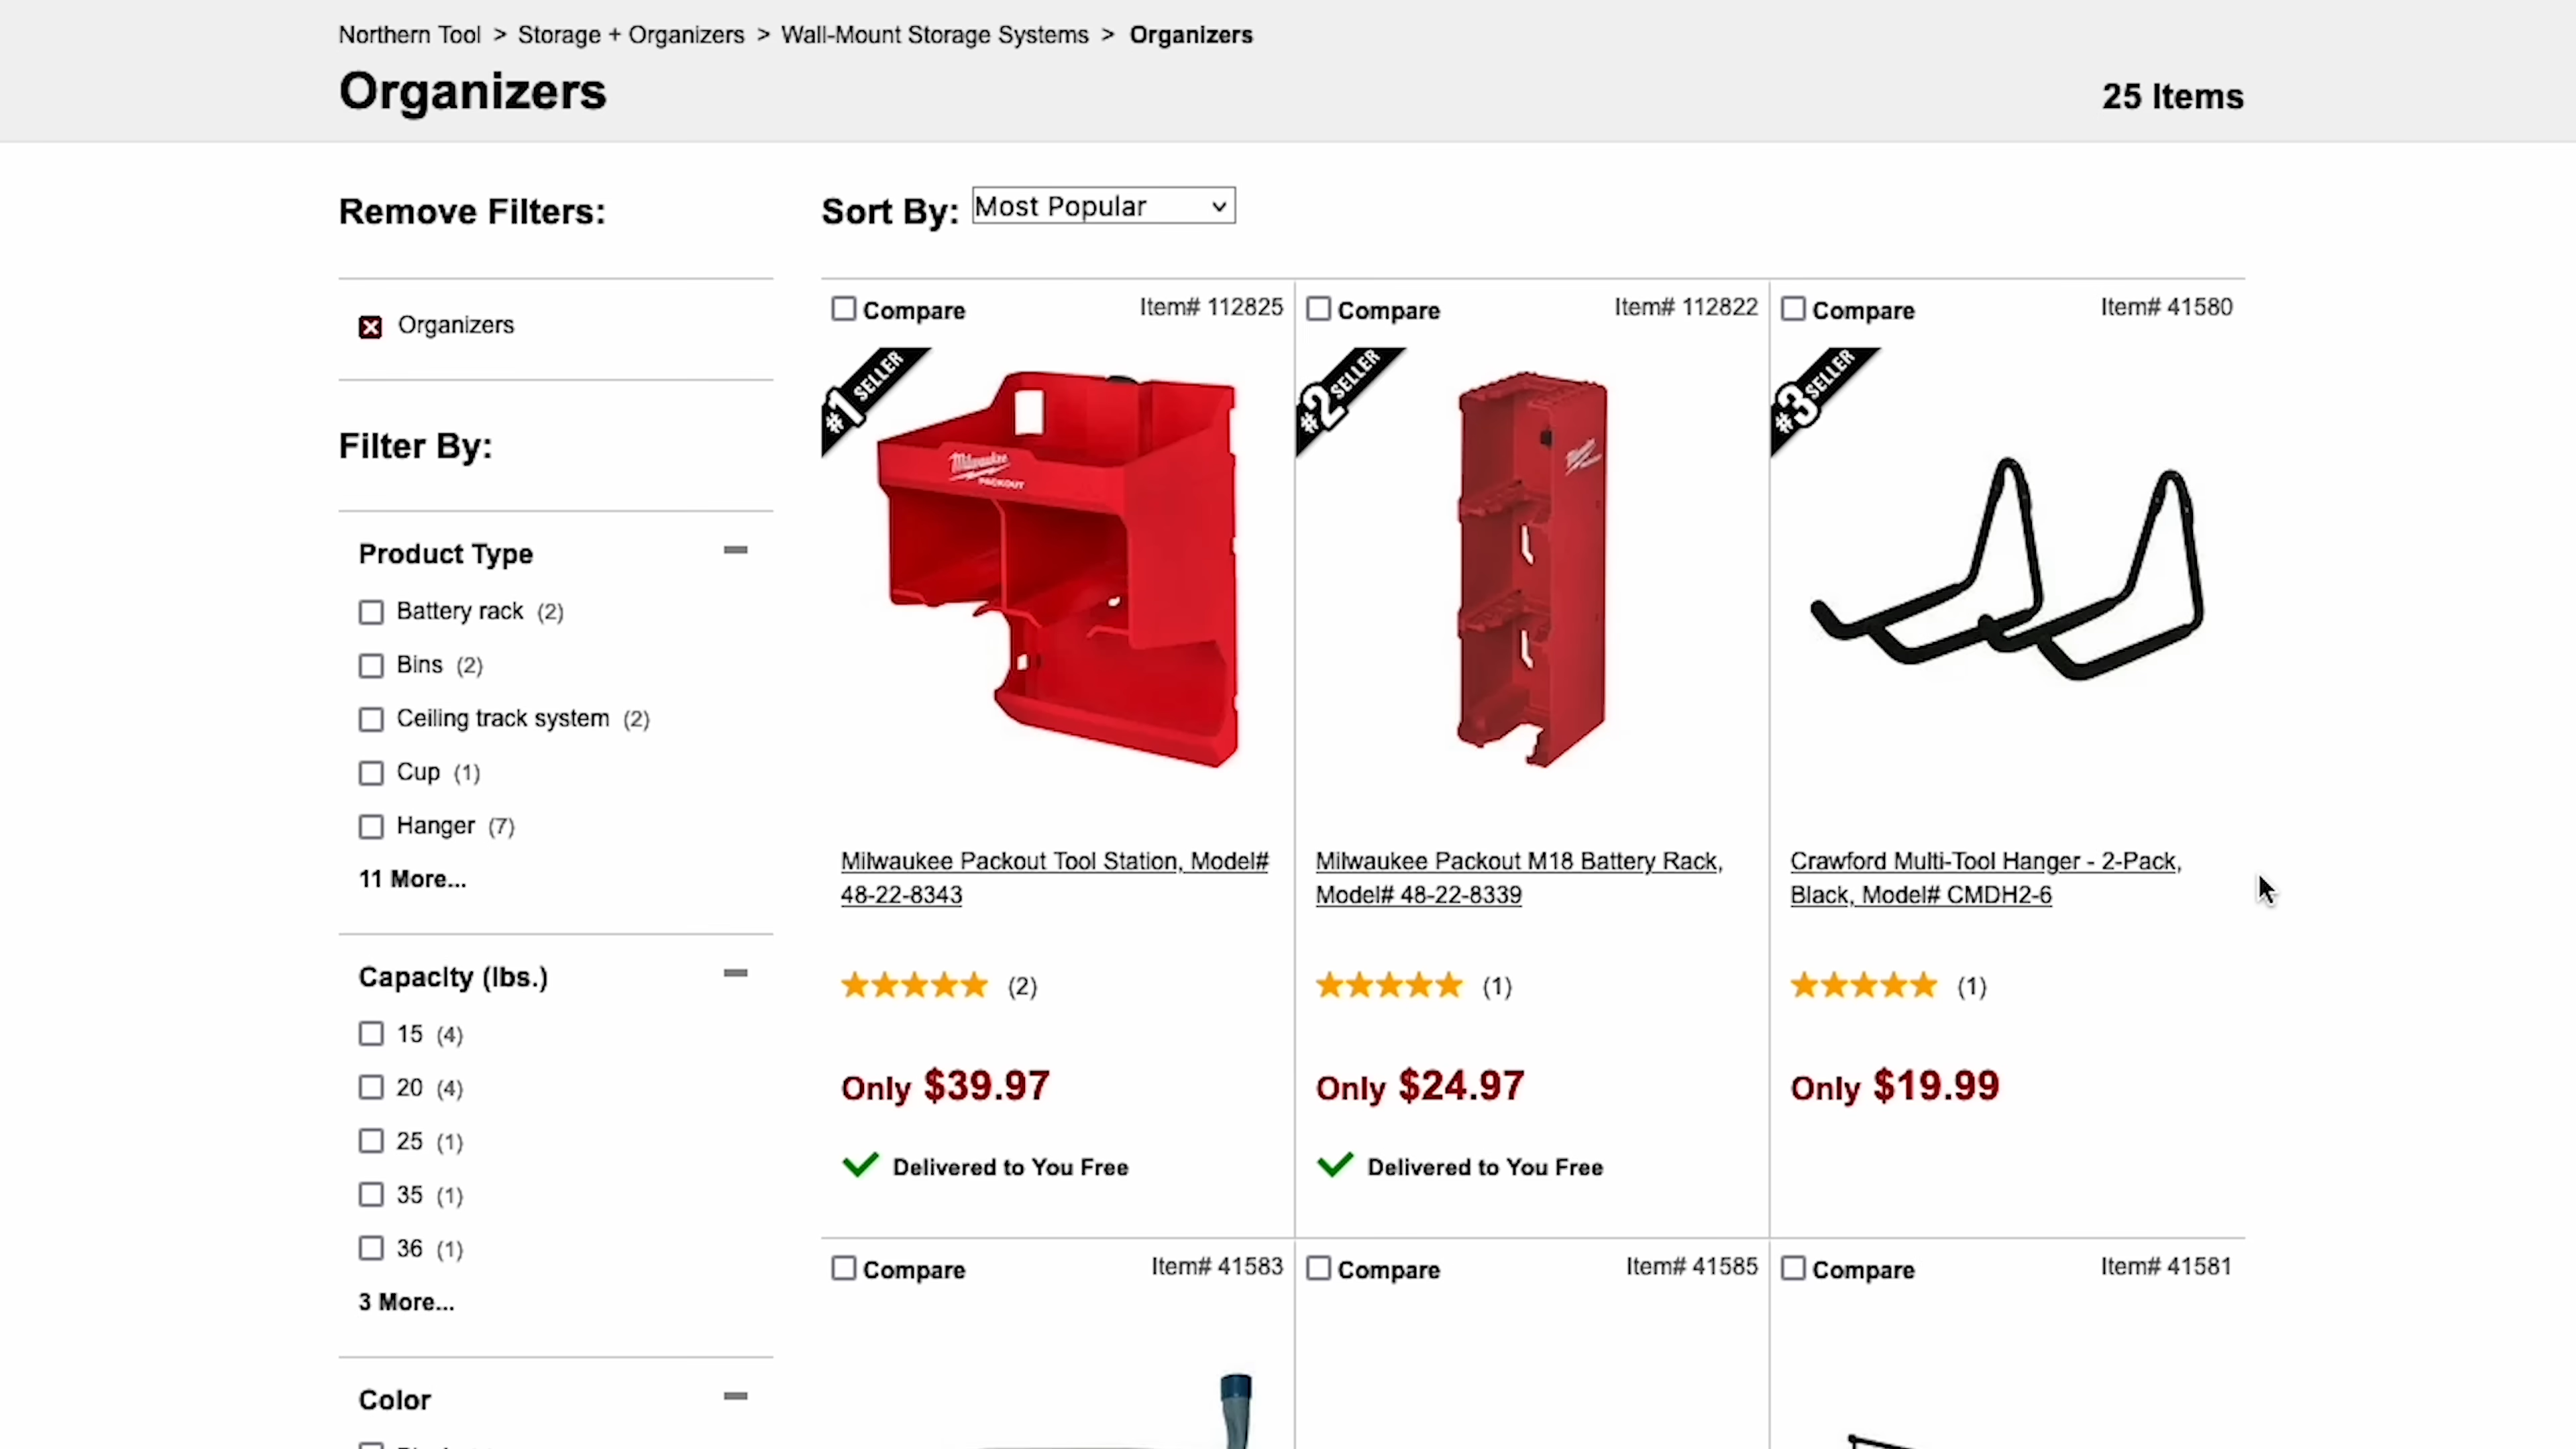 Northern Tool > Storage + Organizers > Wall-Mount Storage Systems > Organizers
Organizers
25 Items
Remove Filters:
Organizers
Filter By:
Product Type
Battery rack (2)
Bins (2)
Ceiling track system (2)
Cup (1)
Hanger (7)
11 More...
Capacity (lbs.)
15 (4)
20 (4)
25 (1)
35 (1)
36 (1)
3 More...
Color
Sort By: Most Popular
Compare Item# 112825
#1 SELLER
Milwaukee
PACKOUT
Milwaukee Packout Tool Station, Model#
48-22-8343
(2)
Only $39.97
Delivered to You Free
Compare Item# 112822
#2 SELLER
Milwaukee
Milwaukee Packout M18 Battery Rack,
Model# 48-22-8339
(1)
Only $24.97
Delivered to You Free
Compare Item# 41580
#3 SELLER
Crawford Multi-Tool Hanger - 2-Pack,
Black, Model# CMDH2-6
(1)
Only $19.99
Compare Item# 41583
Compare Item# 41585
Compare Item# 41581